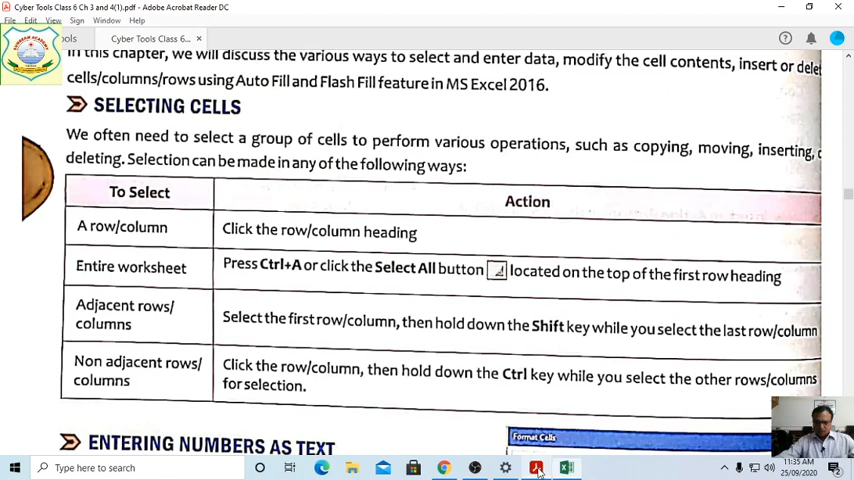 Cyber Tools Class 6 Ch 3 and 4(1).pdf - Adobe Acrobat Reader DC
File Edit View Sign Window Help
Tools
Cyber Tools Class 6...
In this chapter, we will discuss the various ways to select and enter data, modify the cell contents, insert or delet
cells/columns/rows using Auto Fill and Flash Fill feature in MS Excel 2016.
SELECTING CELLS
We often need to select a group of cells to perform various operations, such as copying, moving, inserting,
deleting. Selection can be made in any of the following ways:
To Select
Action
A row/column
Click the row/column heading
Entire worksheet
Press Ctrl+A or click the Select All button located on the top of the first row heading
Adjacent rows/
columns
Select the first row/column, then hold down the Shift key while you select the last row/column
Non adjacent rows/
columns
Click the row/column, then hold down the Ctrl key while you select the other rows/columns
for selection.
ENTERING NUMBERS AS TEXT
Format Cells
Type here to search
11:35 AM
25/09/2020
2